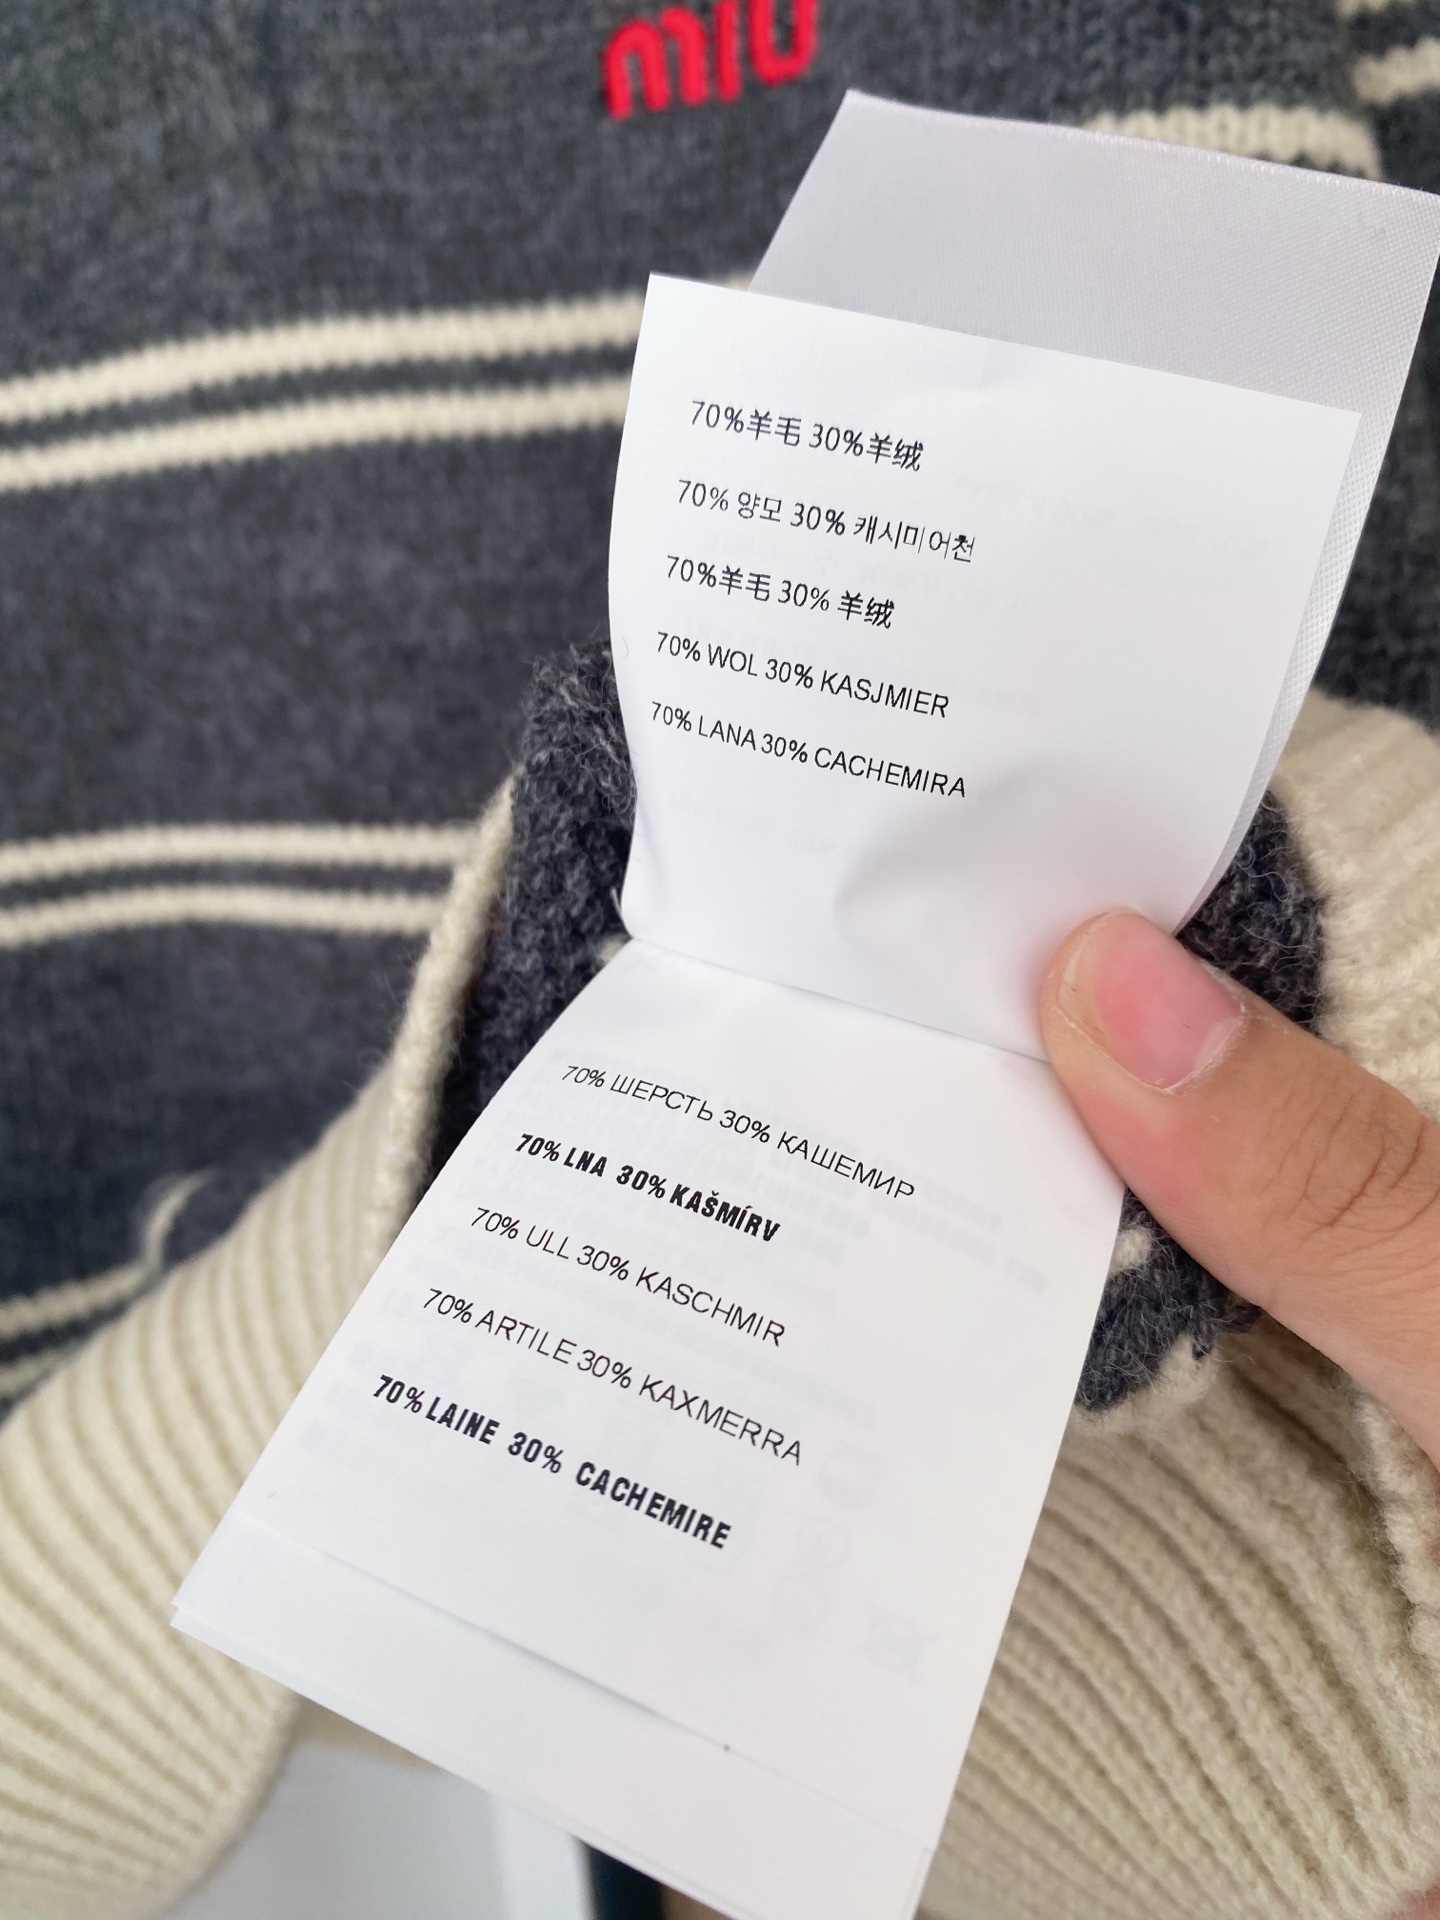 miu
70%羊毛 30%羊绒
70% 양모 30% 캐시미어천
70%羊毛 30% 羊绒
70% WOL 30% KASJMIER
70% LANA 30% CACHEMIRA
70% ШЕРСТЬ 30% КАШЕМИР
70% LNA 30% KAŠMÍRV
70% ULL 30% KASCHMIR
70% ARTILE 30% KAXMERRA
70% LAINE 30% CACHEMIRE